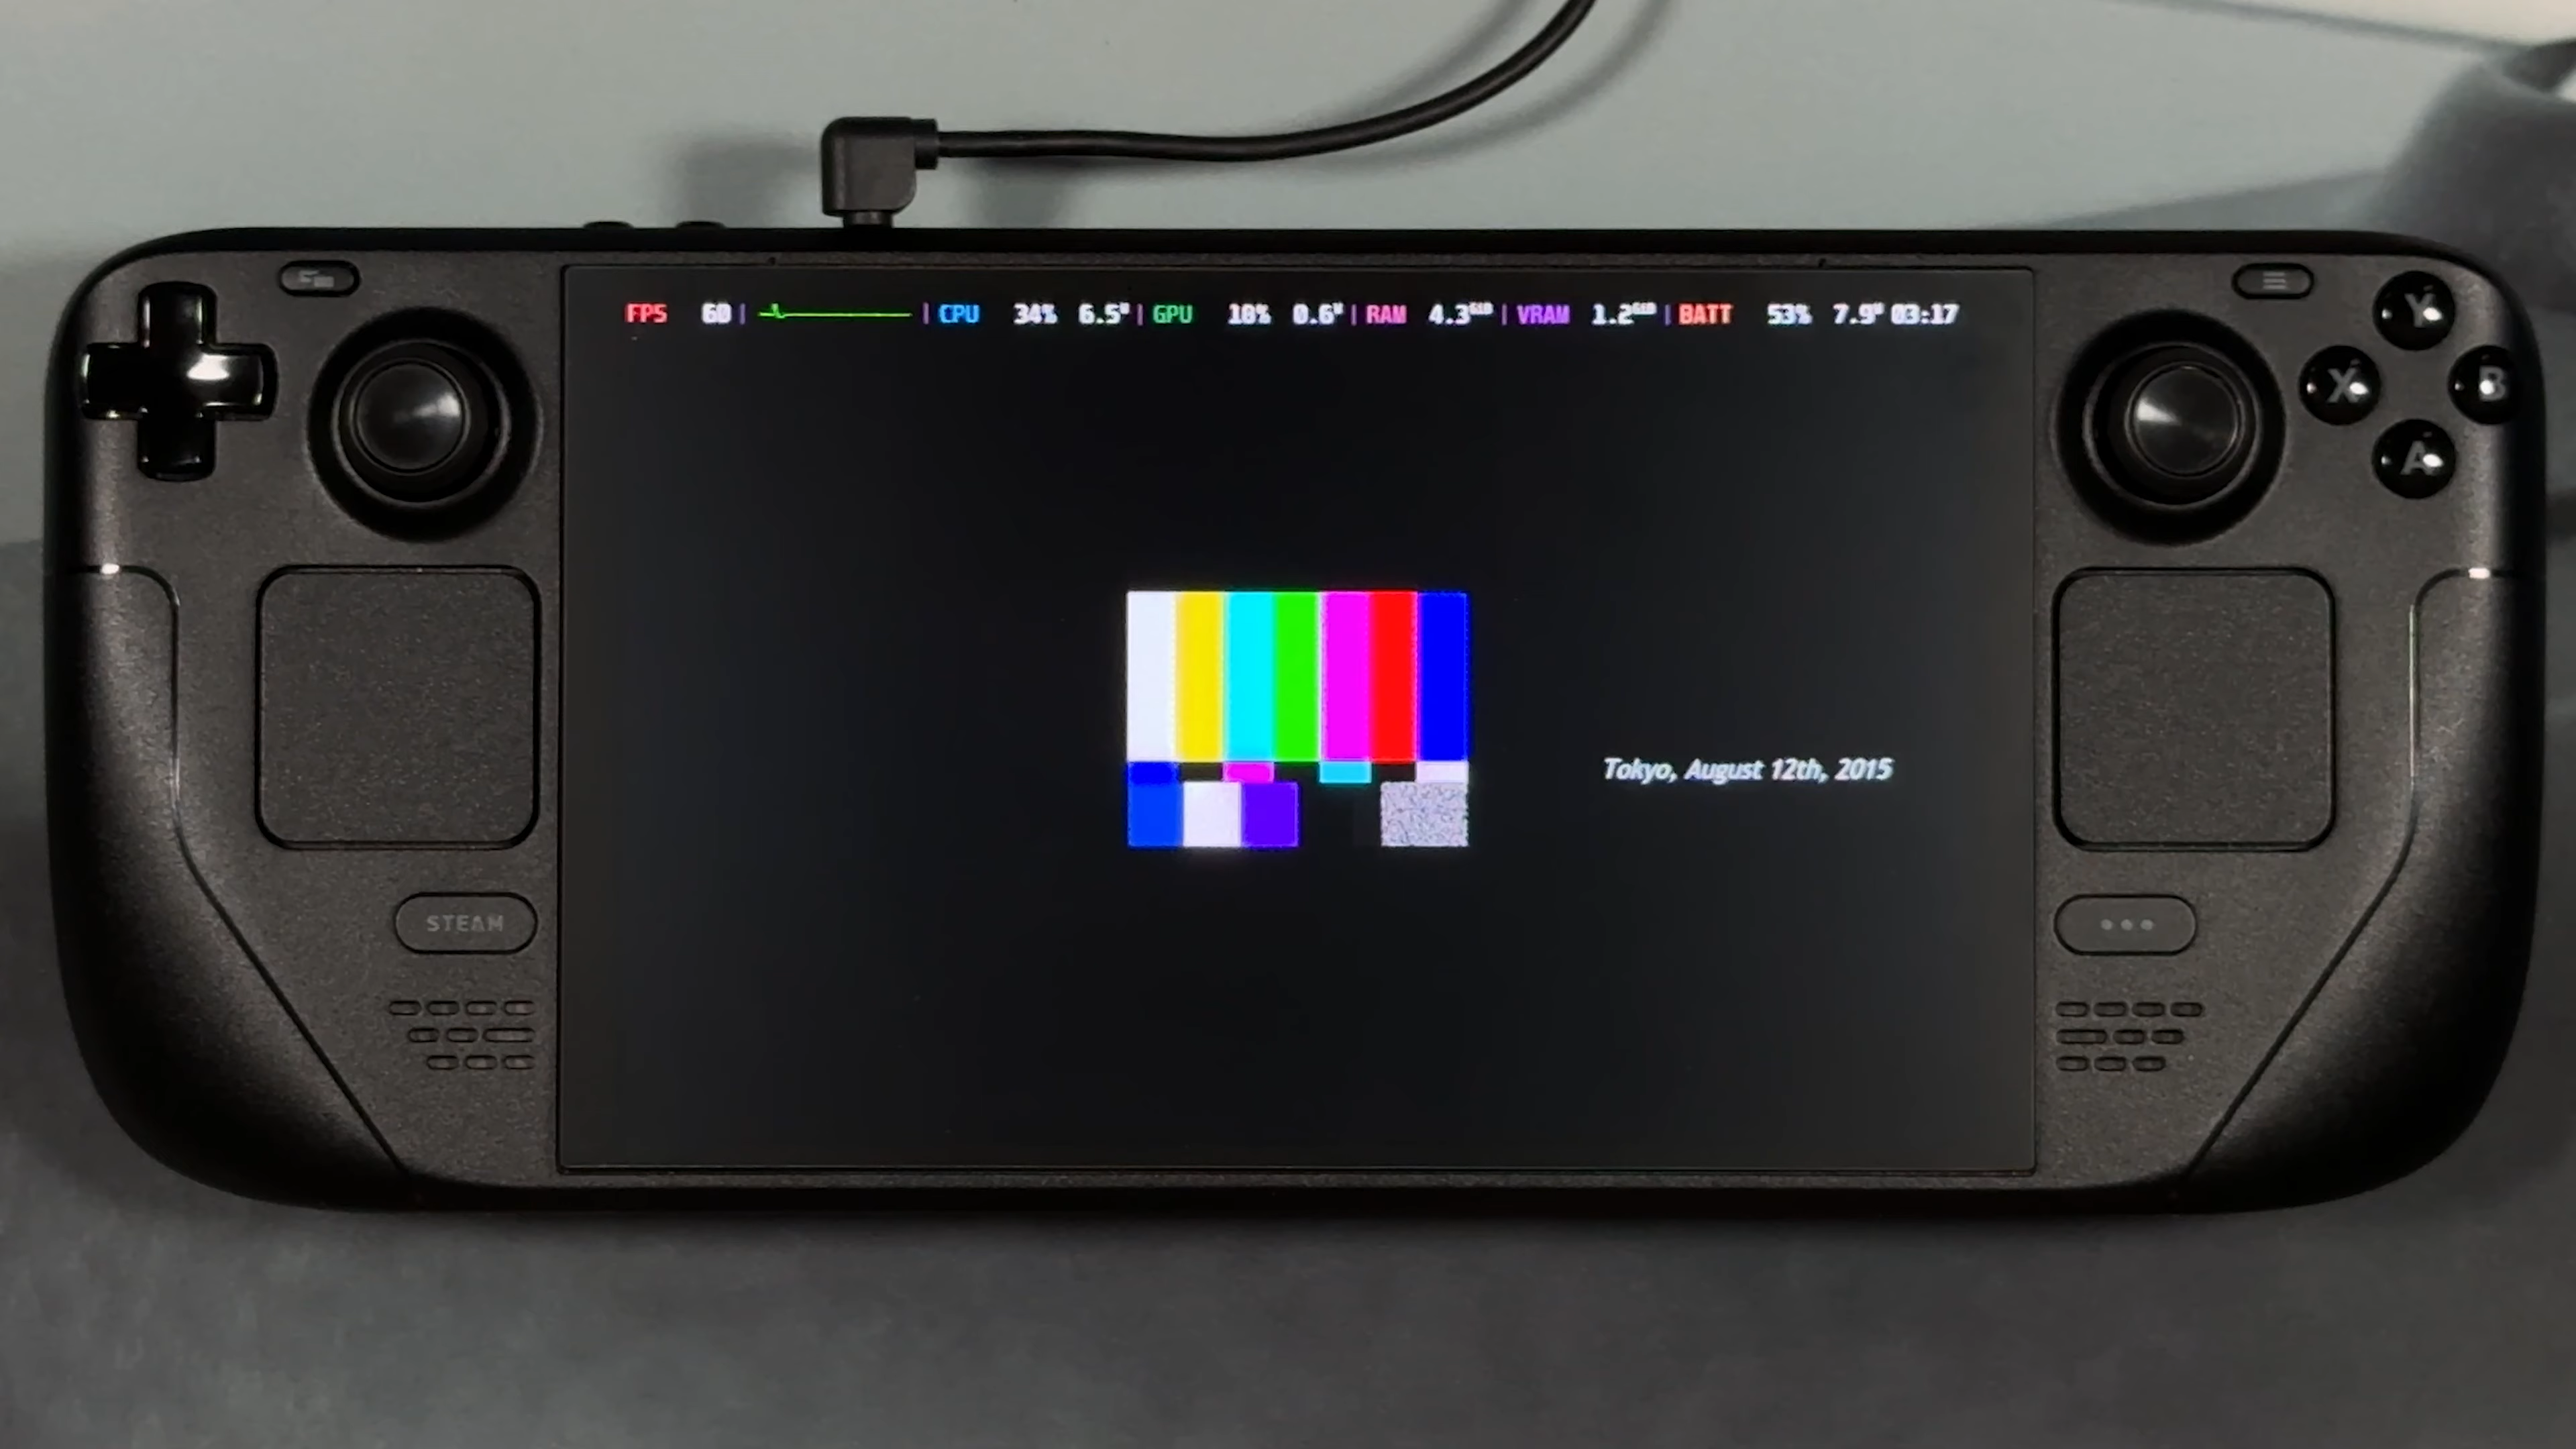 FPS 60 | | CPU 34% 6.5W | GPU 10% 0.6W | RAM 4.3GiB | VRAM 1.2GiB | BATT 53% 7.9W 03:17
Y
X B
A
Tokyo, August 12th, 2015
STEAM